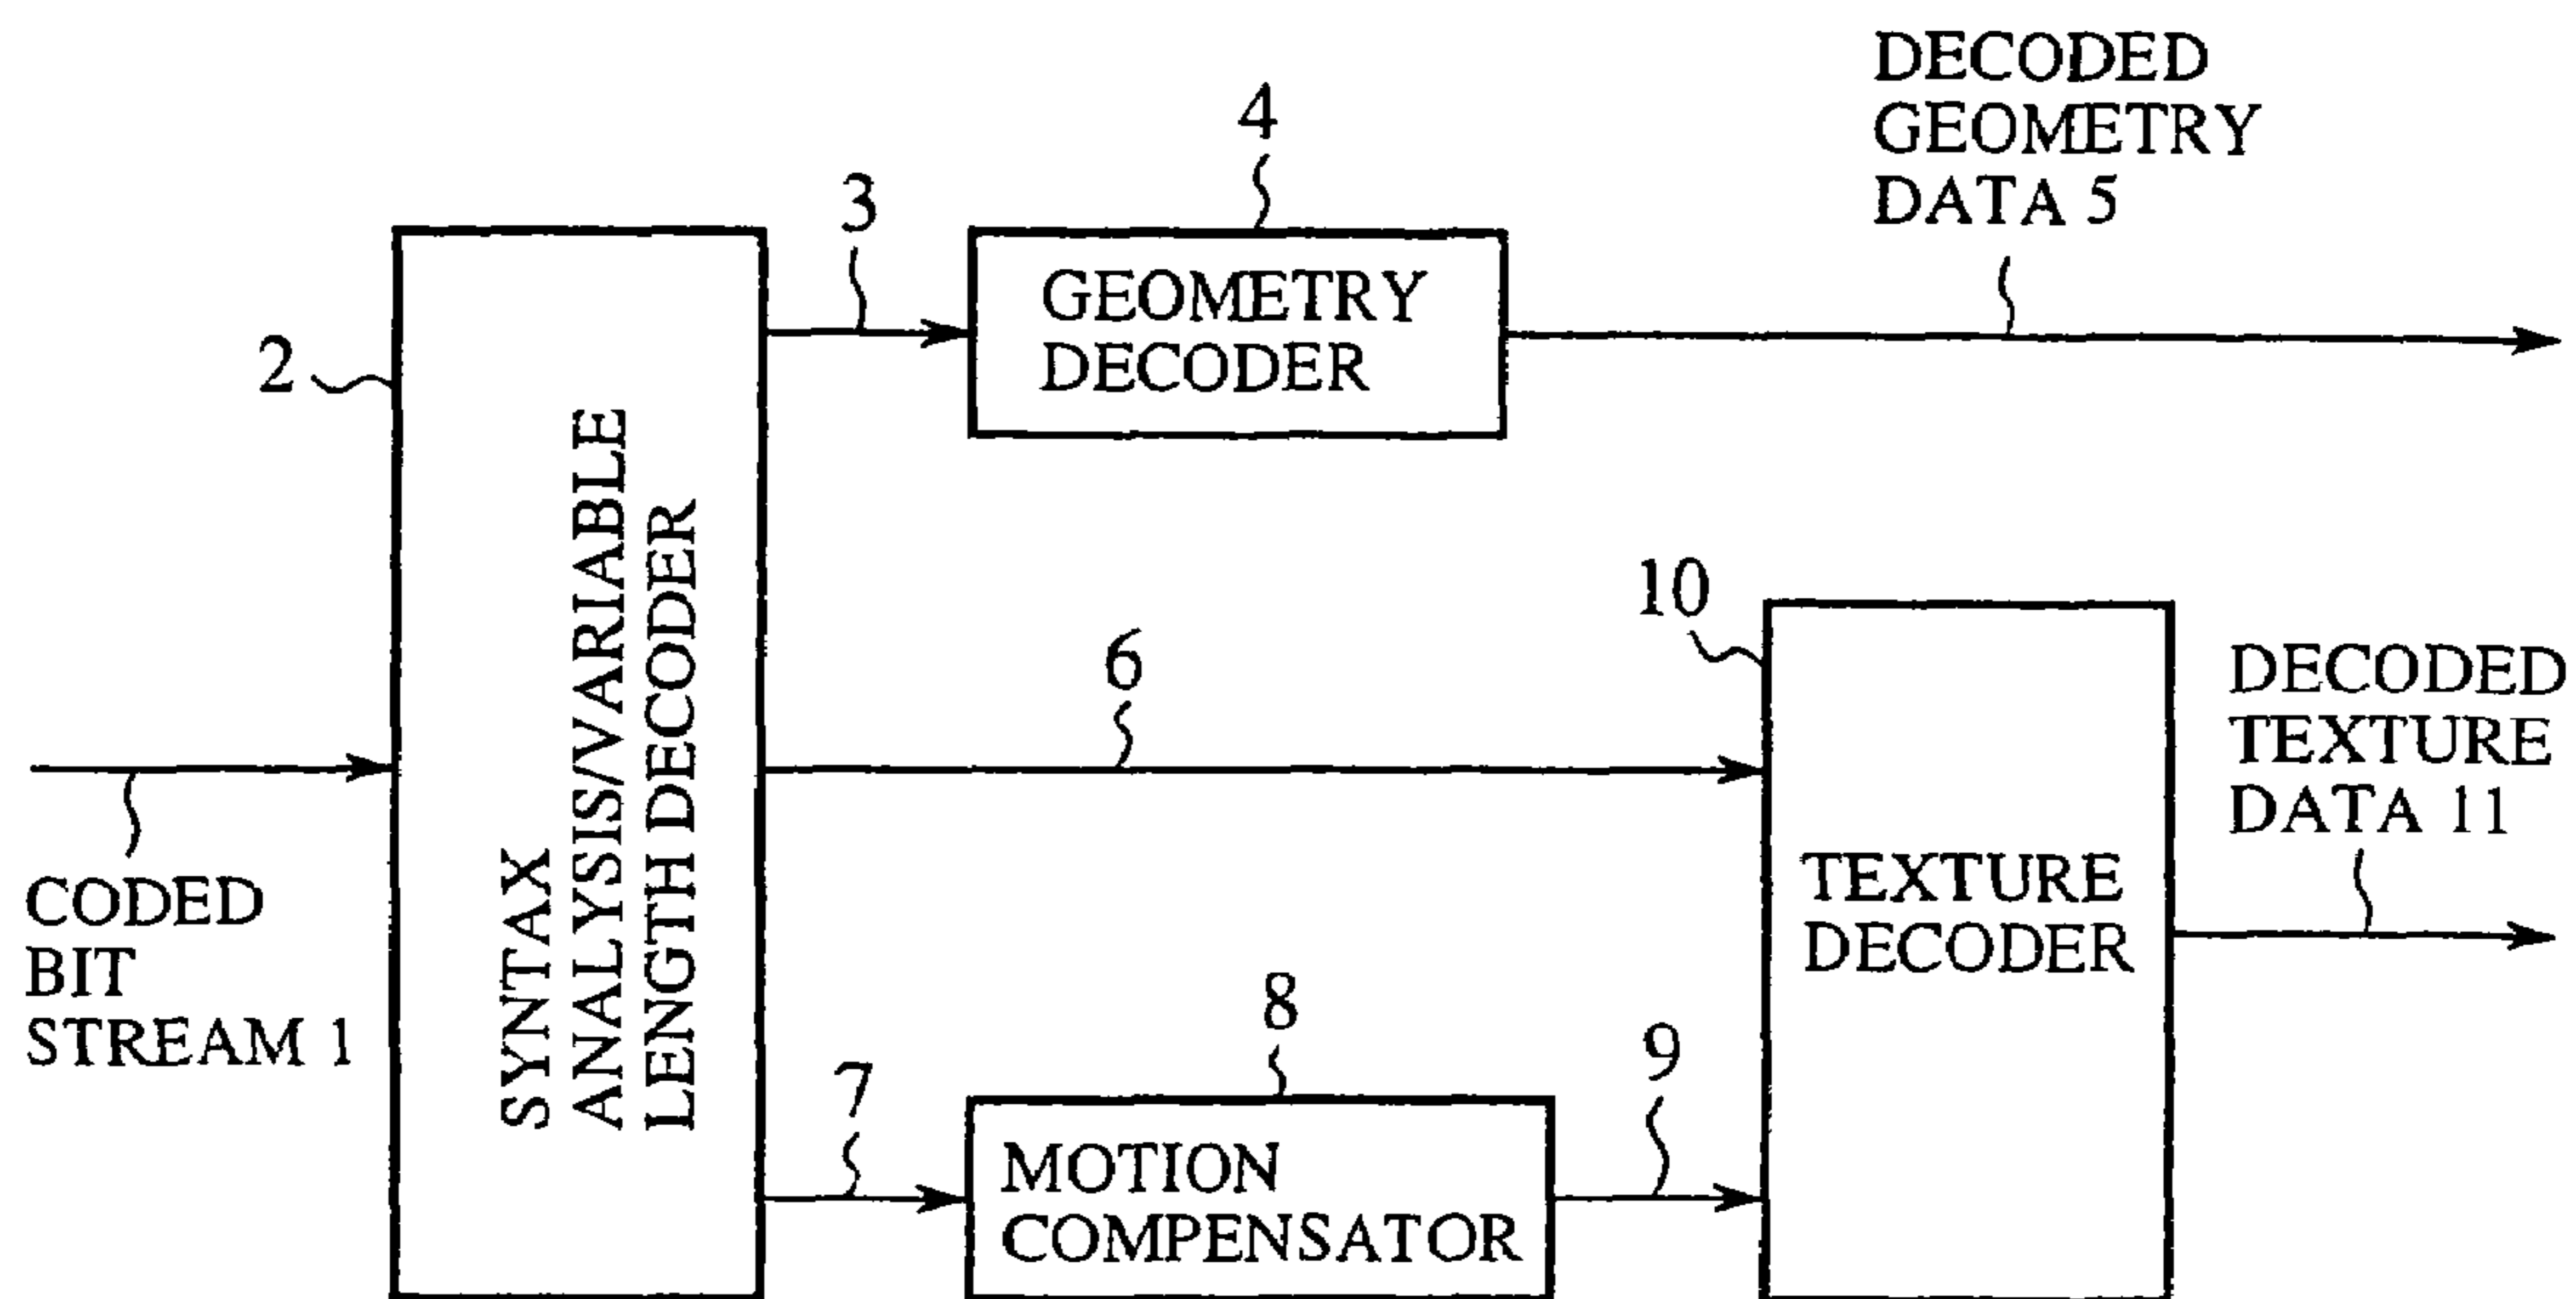 DECODED
GEOMETRY
DATA 5
4
3
GEOMETRY
DECODER
2
SYNTAX
ANALYSIS/VARIABLE
LENGTH DECODER
10
6
DECODED
TEXTURE
DATA 11
TEXTURE
DECODER
CODED
BIT
STREAM 1
8
9
7
MOTION
COMPENSATOR